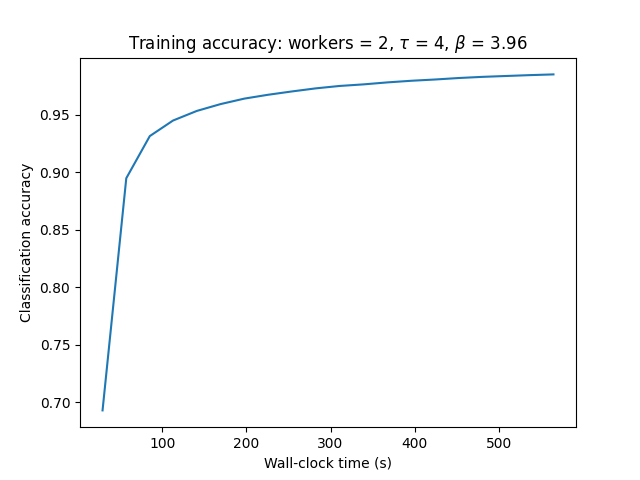 Training accuracy: workers = 2, τ = 4, β = 3.96
Classification accuracy
0.95
0.90
0.85
0.80
0.75
0.70
100 200 300 400 500
Wall-clock time (s)